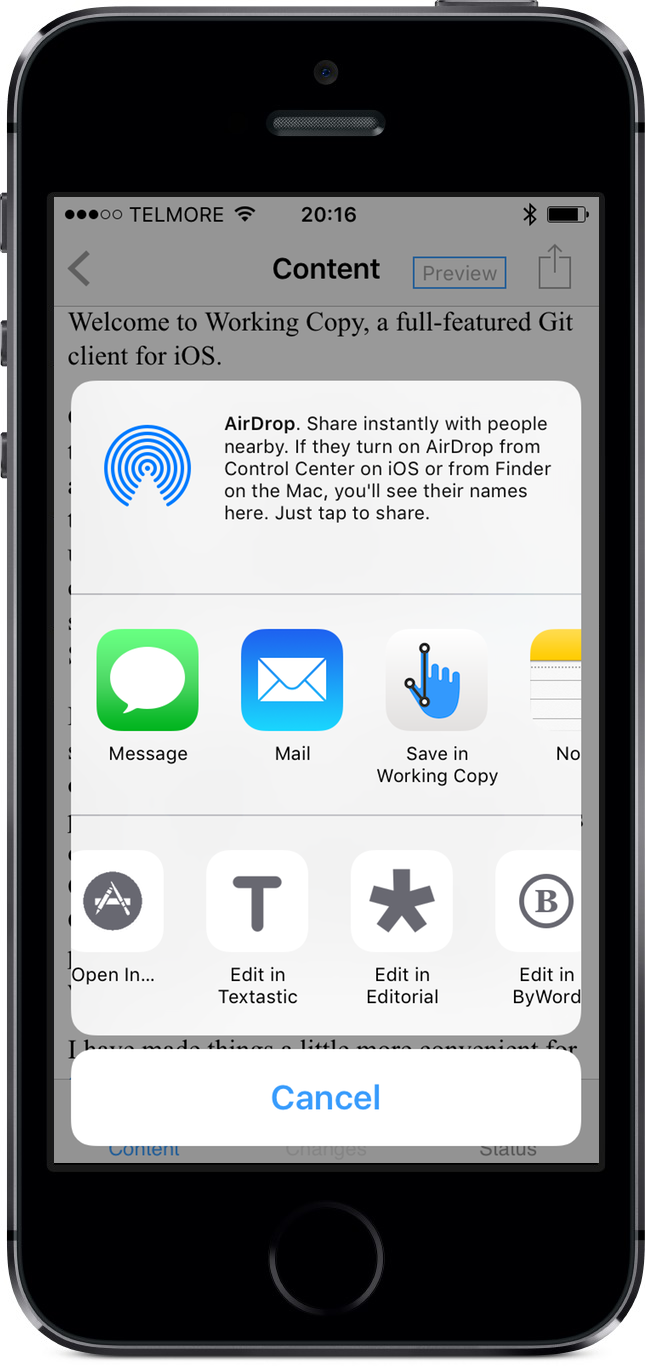 TELMORE 20:16
Content Preview
Welcome to Working Copy, a full-featured Git
client for iOS.
AirDrop. Share instantly with people
nearby. If they turn on AirDrop from
Control Center on iOS or from Finder
on the Mac, you'll see their names
here. Just tap to share.
Message
Mail
Save in
Working Copy
No
Open In...
Edit in
Textastic
Edit in
Editorial
B
Edit in
ByWord
I have made things a little more convenient for
Cancel
Content Changes Status